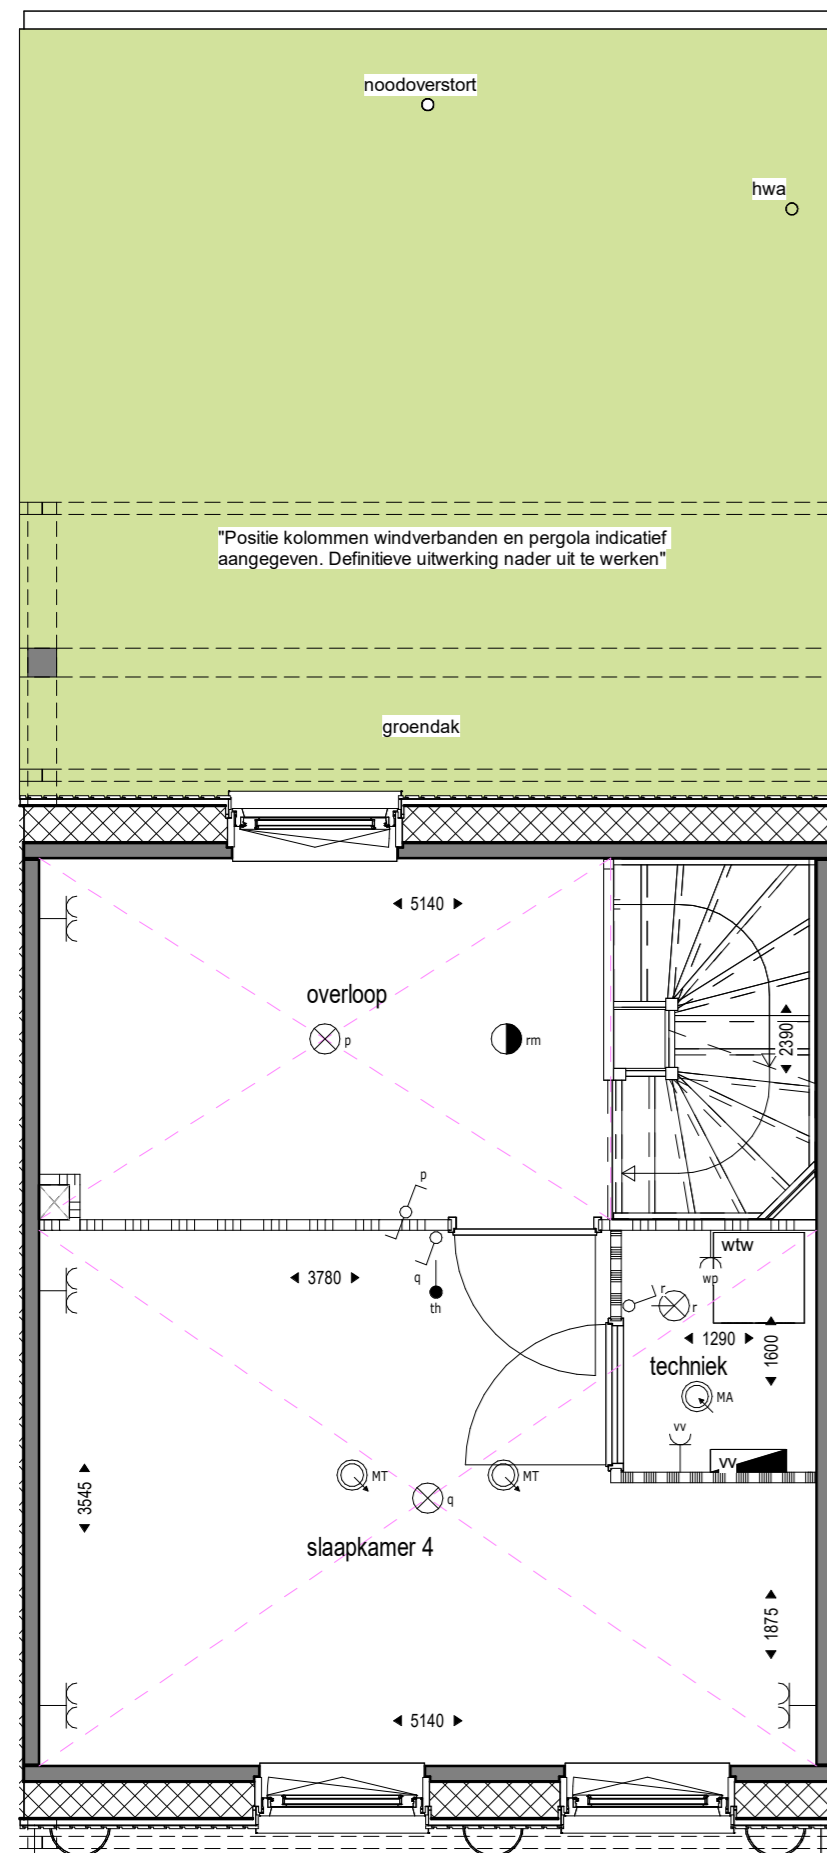 noodoverstort
hwa
"Positie kolommen windverbanden en pergola indicatief
aangegeven. Definitieve uitwerking nader uit te werken"
groendak
5140
overloop
p
rm
2390
p
q
th
3780
wtw
wp
r
r
1290
1600
techniek
MA
vv
vv
MT
MT
q
3545
slaapkamer 4
1875
5140